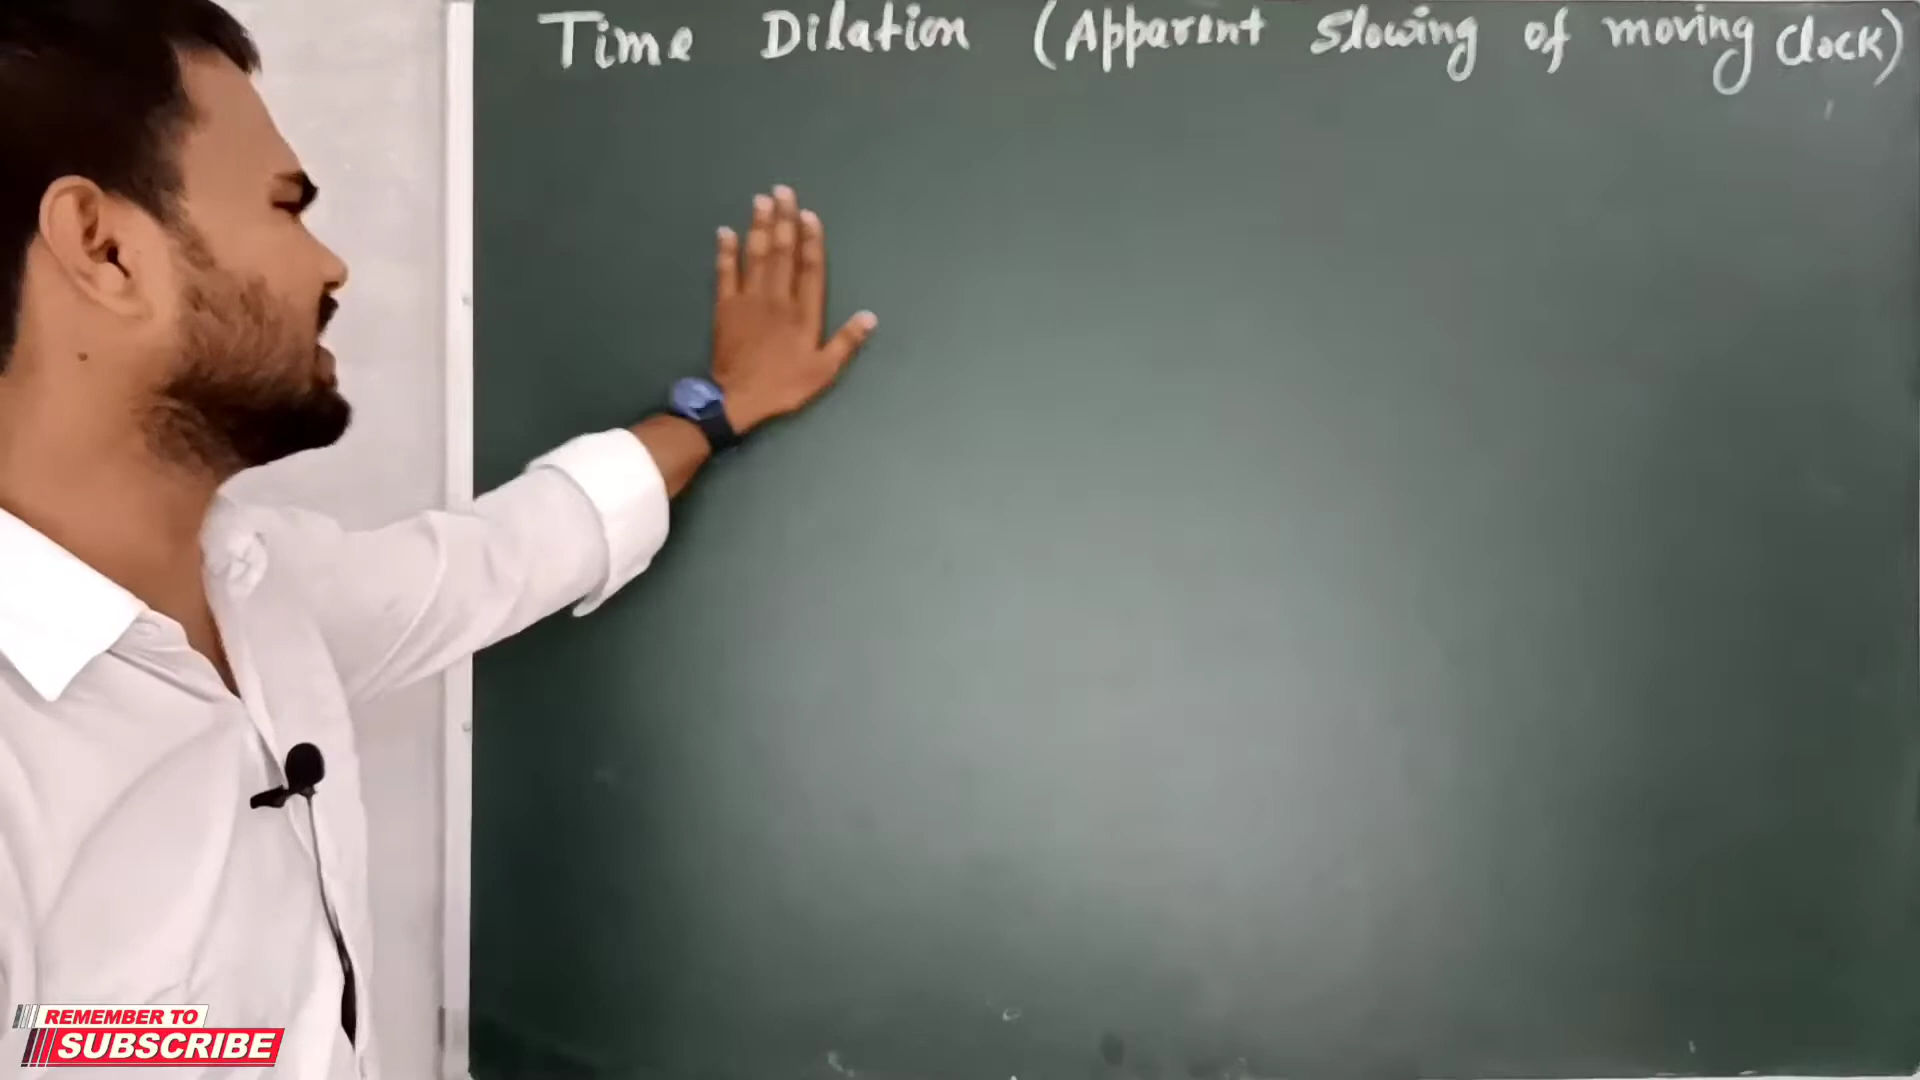 Time Dilation (Apparent Slowing of moving Clock)
REMEMBER TO
SUBSCRIBE